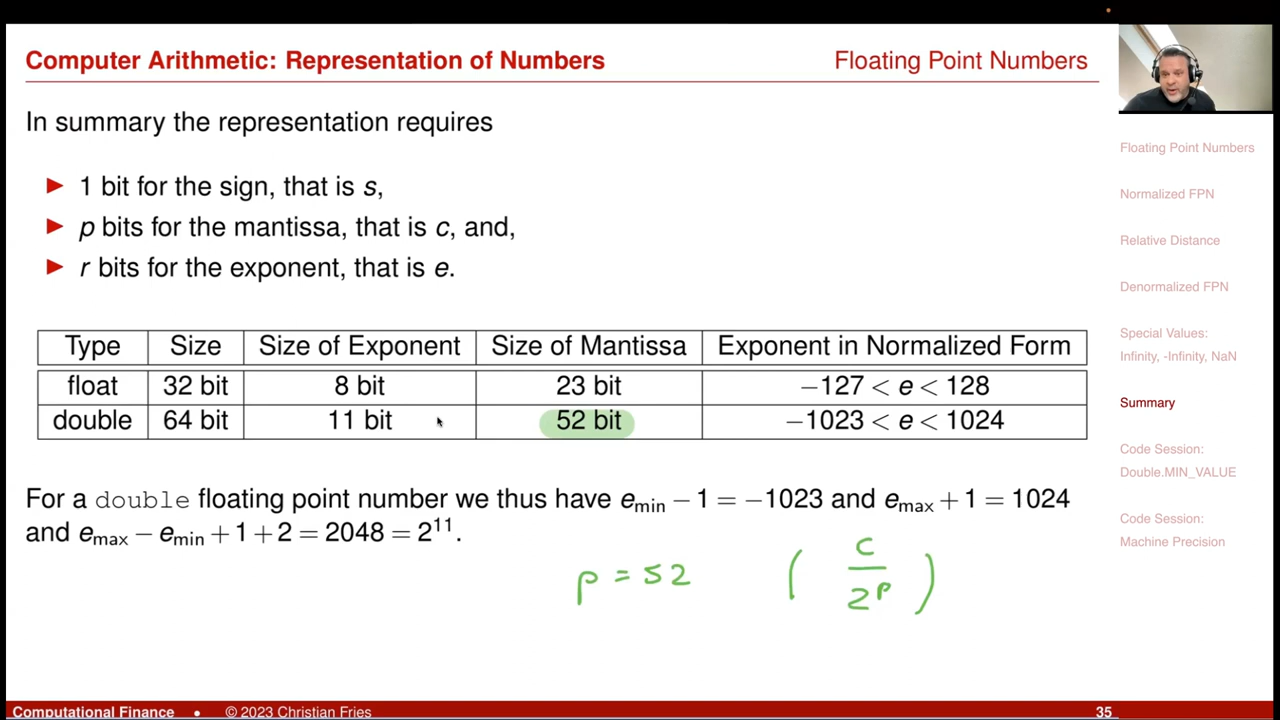 Computer Arithmetic: Representation of Numbers
Floating Point Numbers
In summary the representation requires
▶ 1 bit for the sign, that is s,
▶ p bits for the mantissa, that is c, and,
▶ r bits for the exponent, that is e.
Type Size Size of Exponent Size of Mantissa Exponent in Normalized Form
float 32 bit 8 bit 23 bit −127 < e < 128
double 64 bit 11 bit 52 bit −1023 < e < 1024
For a double floating point number we thus have e_min − 1 = −1023 and e_max + 1 = 1024
and e_max − e_min + 1 + 2 = 2048 = 2^11.
p = 52 ( c / 2^p )
Floating Point Numbers
Normalized FPN
Relative Distance
Denormalized FPN
Special Values:
Infinity, -Infinity, NaN
Summary
Code Session:
Double.MIN_VALUE
Code Session:
Machine Precision
Computational Finance • © 2023 Christian Fries
35